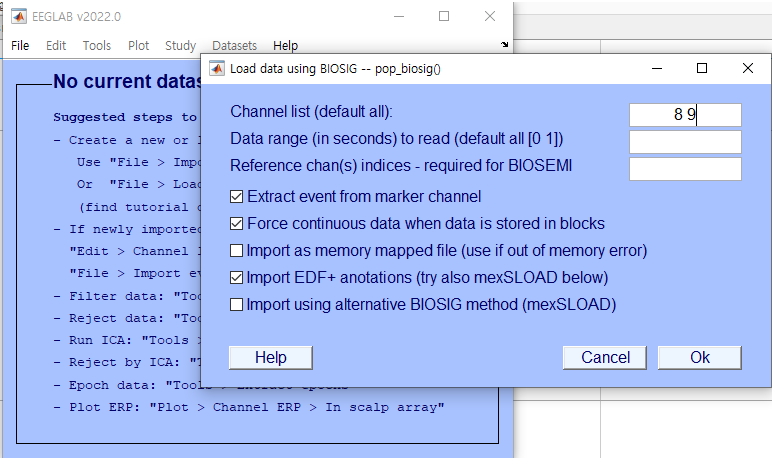 EEGLAB v2022.0
File Edit Tools Plot Study Datasets Help
No current datas
Suggested steps to
- Create a new or
Use "File > Impo
Or "File > Load
(find tutorial
- If newly imported
"Edit > Channel
"File > Import ev
- Filter data: "Too
- Reject data: "Too
- Run ICA: "Tools >
- Reject by ICA: "T
- Epoch data: "Tools >
- Plot ERP: "Plot > Channel ERP > In scalp array"
Load data using BIOSIG -- pop_biosig()
Channel list (default all): 8 9
Data range (in seconds) to read (default all [0 1])
Reference chan(s) indices - required for BIOSEMI
Extract event from marker channel
Force continuous data when data is stored in blocks
Import as memory mapped file (use if out of memory error)
Import EDF+ anotations (try also mexSLOAD below)
Import using alternative BIOSIG method (mexSLOAD)
Help Cancel Ok